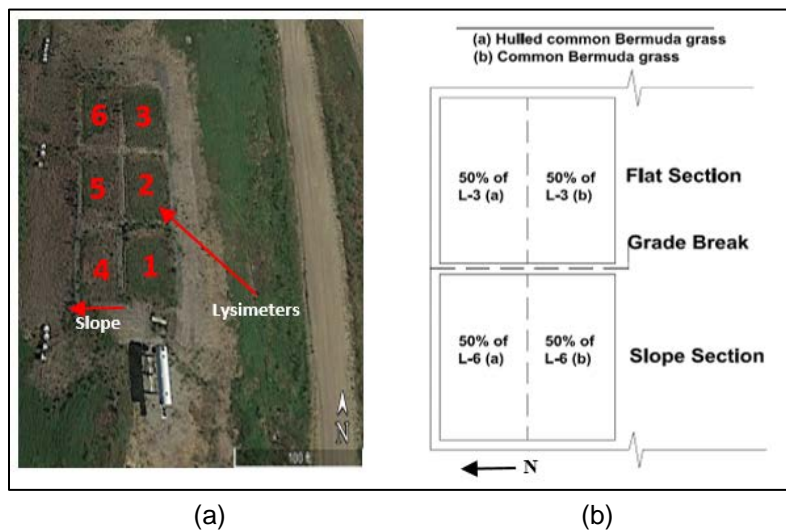 6 3
5 2
4 1
Slope
Lysimeters
N
100 ft
(a) Hulled common Bermuda grass
(b) Common Bermuda grass
50% of
L-3 (a)
50% of
L-3 (b)
Flat Section
Grade Break
50% of
L-6 (a)
50% of
L-6 (b)
Slope Section
N
(a)
(b)